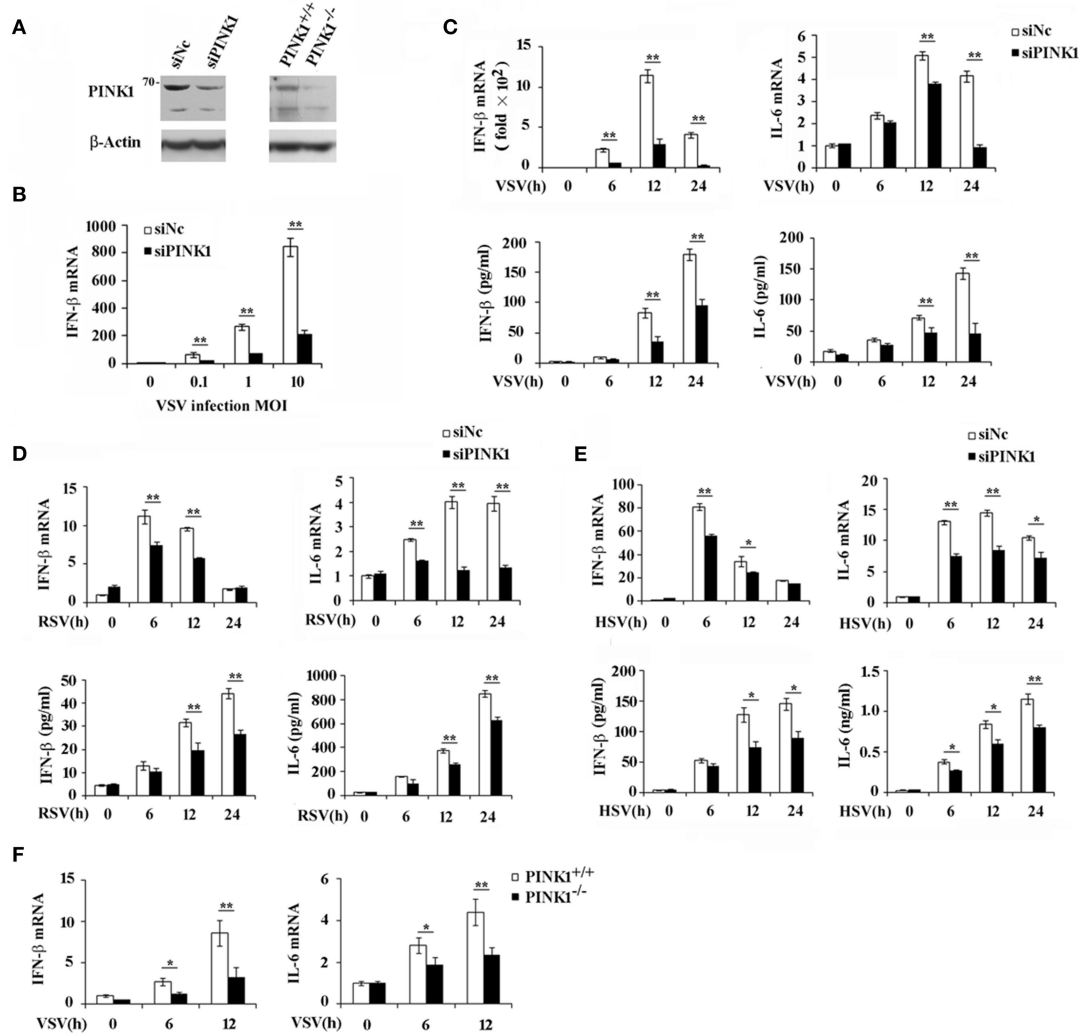 A
siNc
siPINK1
PINK1+/+
PINK1-/-
PINK1
70-
β-Actin
B
IFN-β mRNA
1000
800
600
400
200
0
siNc
siPINK1
**
**
**
0 0.1 1 10
VSV infection MOI
C
siNc
siPINK1
IFN-β mRNA
( fold × 10²)
15
10
5
0
**
**
**
VSV(h) 0 6 12 24
IL-6 mRNA
6
5
4
3
2
1
0
**
**
VSV(h) 0 6 12 24
IFN-β (pg/ml)
200
150
100
50
0
**
**
VSV(h) 0 6 12 24
IL-6 (pg/ml)
200
150
100
50
0
**
**
VSV(h) 0 6 12 24
D
siNc
siPINK1
IFN-β mRNA
15
10
5
0
**
**
RSV(h) 0 6 12 24
IL-6 mRNA
5
4
3
2
1
0
**
**
**
RSV(h) 0 6 12 24
IFN-β (pg/ml)
50
40
30
20
10
0
**
**
RSV(h) 0 6 12 24
IL-6 (pg/ml)
1000
800
600
400
200
0
**
**
RSV(h) 0 6 12 24
E
siNc
siPINK1
IFN-β mRNA
100
80
60
40
20
0
**
*
HSV(h) 0 6 12 24
IL-6 mRNA
20
15
10
5
0
**
**
*
HSV(h) 0 6 12 24
IFN-β (pg/ml)
200
150
100
50
0
*
*
HSV(h) 0 6 12 24
IL-6 (ng/ml)
1.5
1.0
0.5
0.0
*
*
**
HSV(h) 0 6 12 24
F
PINK1+/+
PINK1-/-
IFN-β mRNA
15
10
5
0
*
**
VSV(h) 0 6 12
IL-6 mRNA
6
4
2
0
*
**
VSV(h) 0 6 12